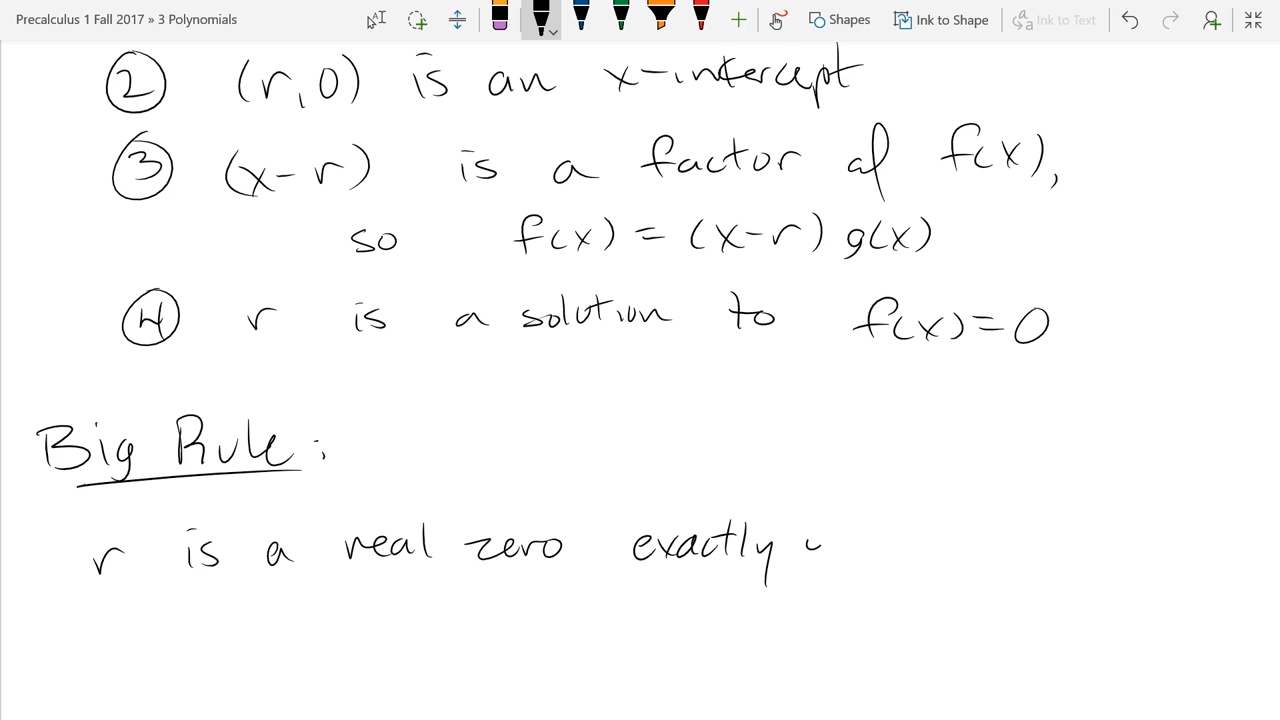 Precalculus 1 Fall 2017 » 3 Polynomials
Shapes
Ink to Shape
Ink to Text
② (r, 0) is an x-intercept
③ (x-r) is a factor of f(x),
so f(x) = (x-r) g(x)
④ r is a solution to f(x)=0
Big Rule:
r is a real zero exactly